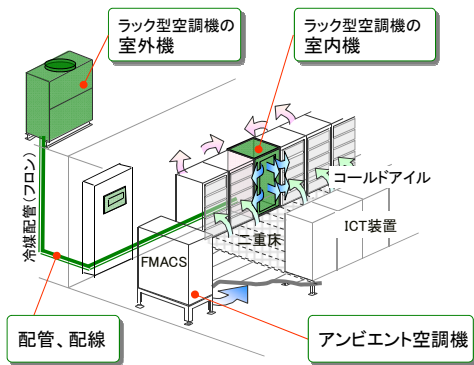 ラック型空調機の
室外機
ラック型空調機の
室内機
冷媒配管(フロン)
コールドアイル
ICT装置
二重床
FMACS
配管、配線
アンビエント空調機